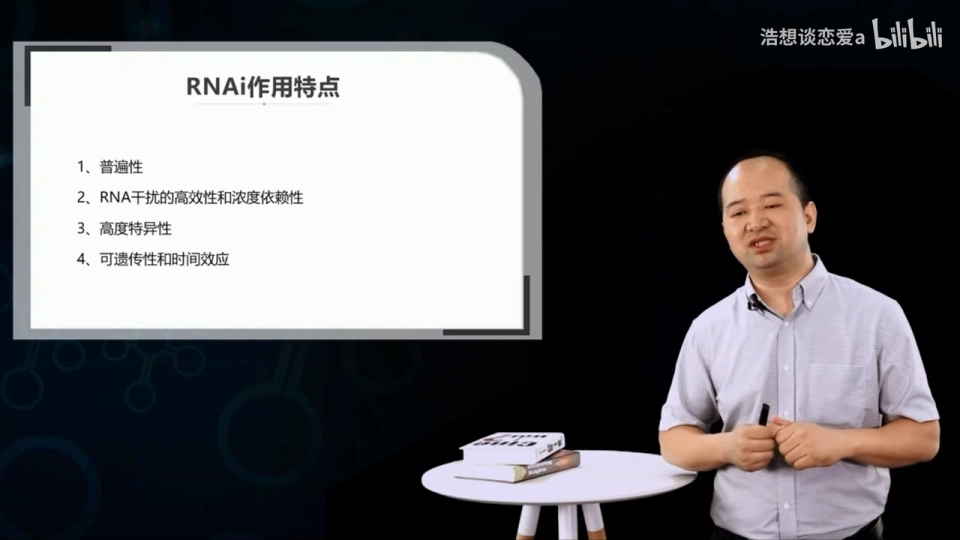 浩想谈恋爱a bilibili
RNAi作用特点
1、普遍性
2、RNA干扰的高效性和浓度依赖性
3、高度特异性
4、可遗传性和时间效应